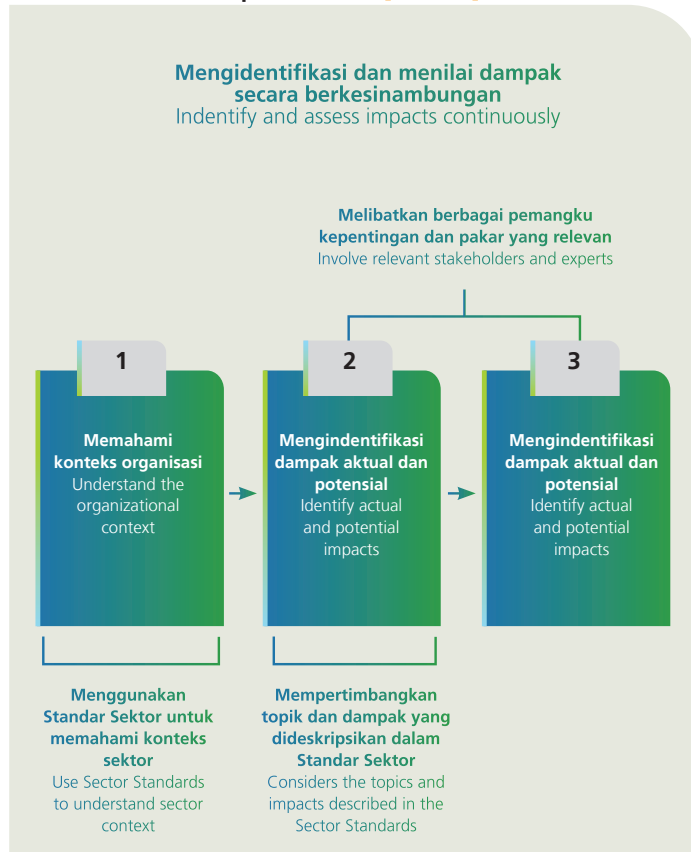 Mengidentifikasi dan menilai dampak
secara berkesinambungan
Indentify and assess impacts continuously
Melibatkan berbagai pemangku
kepentingan dan pakar yang relevan
Involve relevant stakeholders and experts
1
Memahami
konteks organisasi
Understand the
organizational
context
2
Mengindentifikasi
dampak aktual dan
potensial
Identify actual
and potential
impacts
3
Mengindentifikasi
dampak aktual dan
potensial
Identify actual
and potential
impacts
Menggunakan
Standar Sektor untuk
memahami konteks
sektor
Use Sector Standards
to understand sector
context
Mempertimbangkan
topik dan dampak yang
dideskripsikan dalam
Standar Sektor
Considers the topics and
impacts described in the
Sector Standards